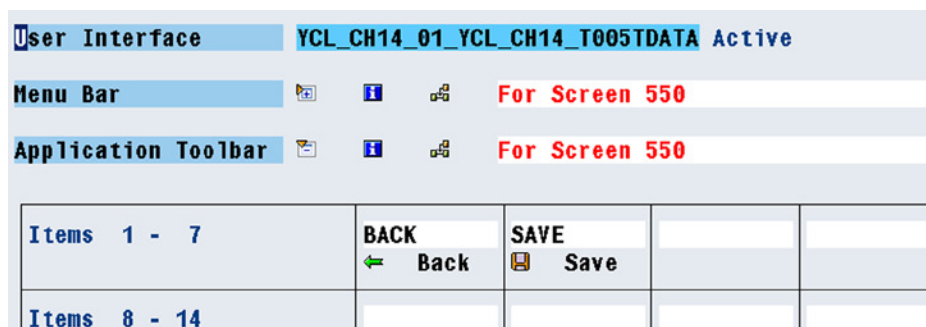 User Interface YCL_CH14_01_YCL_CH14_T005TDATA Active
Menu Bar For Screen 550
Application Toolbar For Screen 550
Items 1 - 7 BACK SAVE
Back Save
Items 8 - 14